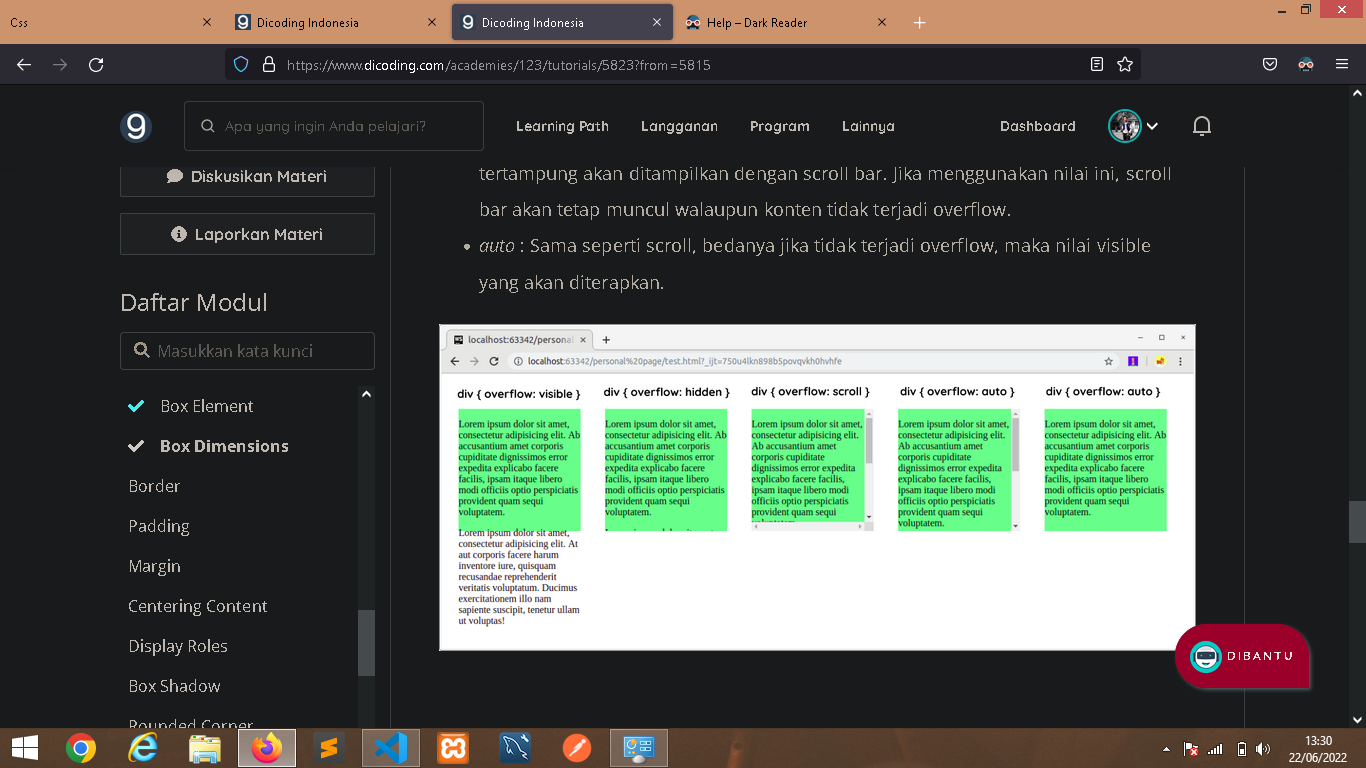 Css
Dicoding Indonesia
Dicoding Indonesia
Help – Dark Reader
https://www.dicoding.com/academies/123/tutorials/5823?from=5815
Apa yang ingin Anda pelajari?
Learning Path
Langganan
Program
Lainnya
Dashboard
Diskusikan Materi
Laporkan Materi
Daftar Modul
Masukkan kata kunci
Box Element
Box Dimensions
Border
Padding
Margin
Centering Content
Display Roles
Box Shadow
Rounded Corner
tertampung akan ditampilkan dengan scroll bar. Jika menggunakan nilai ini, scroll
bar akan tetap muncul walaupun konten tidak terjadi overflow.
• auto : Sama seperti scroll, bedanya jika tidak terjadi overflow, maka nilai visible
yang akan diterapkan.
localhost:63342/persona
localhost:63342/personal%20page/test.html?_ijt=750u4lkn898b5povqvkh0hvhfe
div { overflow: visible }
Lorem ipsum dolor sit amet,
consectetur adipisicing elit. Ab
accusantium amet corporis
cupiditate dignissimos error
expedita explicabo facere
facilis, ipsam itaque libero
modi officiis optio perspiciatis
provident quam sequi
voluptatem.
Lorem ipsum dolor sit amet,
consectetur adipisicing elit. At
aut corporis facere harum
inventore iure, quisquam
recusandae reprehenderit
veritatis voluptatum. Ducimus
exercitationem illo nam
sapiente suscipit, tenetur ullam
ut voluptas!
div { overflow: hidden }
Lorem ipsum dolor sit amet,
consectetur adipisicing elit. Ab
accusantium amet corporis
cupiditate dignissimos error
expedita explicabo facere
facilis, ipsam itaque libero
modi officiis optio perspiciatis
provident quam sequi
voluptatem.
div { overflow: scroll }
Lorem ipsum dolor sit amet,
consectetur adipisicing elit.
Ab accusantium amet
corporis cupiditate
dignissimos error expedita
explicabo facere facilis,
ipsam itaque libero modi
officiis optio perspiciatis
provident quam sequi
voluptatem.
div { overflow: auto }
Lorem ipsum dolor sit amet,
consectetur adipisicing elit.
Ab accusantium amet
corporis cupiditate
dignissimos error expedita
explicabo facere facilis,
ipsam itaque libero modi
officiis optio perspiciatis
provident quam sequi
voluptatem.
div { overflow: auto }
Lorem ipsum dolor sit amet,
consectetur adipisicing elit. Ab
accusantium amet corporis
cupiditate dignissimos error
expedita explicabo facere
facilis, ipsam itaque libero
modi officiis optio perspiciatis
provident quam sequi
voluptatem.
DIBANTU
13:30
22/06/2022